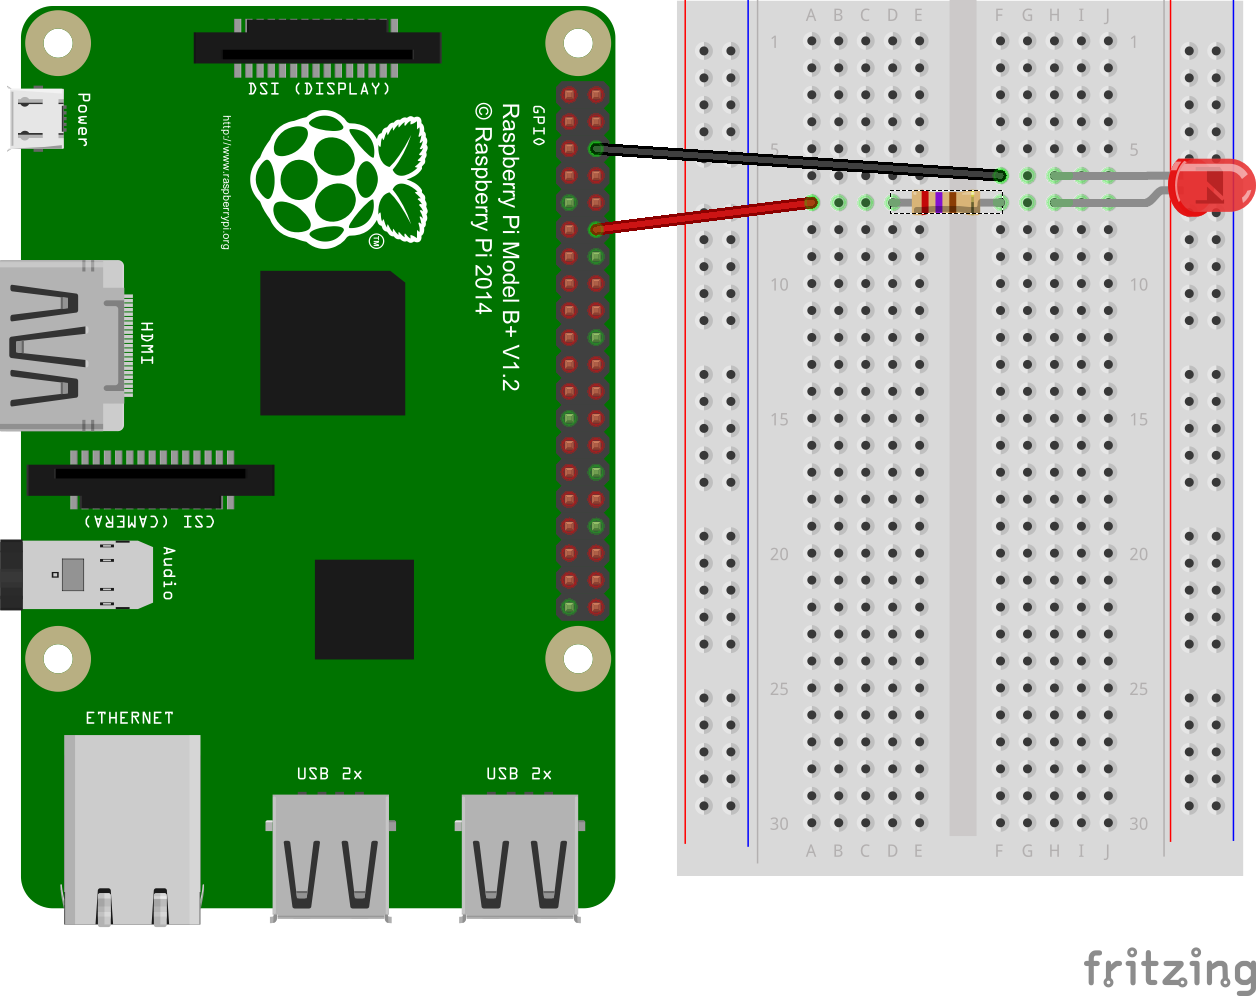 A B C D E F G H I J
1 1
DSI (DISPLAY)
Power
http://www.raspberrypi.org
TM
© Raspberry Pi 2014
Raspberry Pi Model B+ V1.2
GPIO
5 5
10 10
HDMI
15 15
CSI (CAMERA)
Audio
20 20
25 25
ETHERNET
USB 2x
USB 2x
30 30
A B C D E F G H I J
fritzing